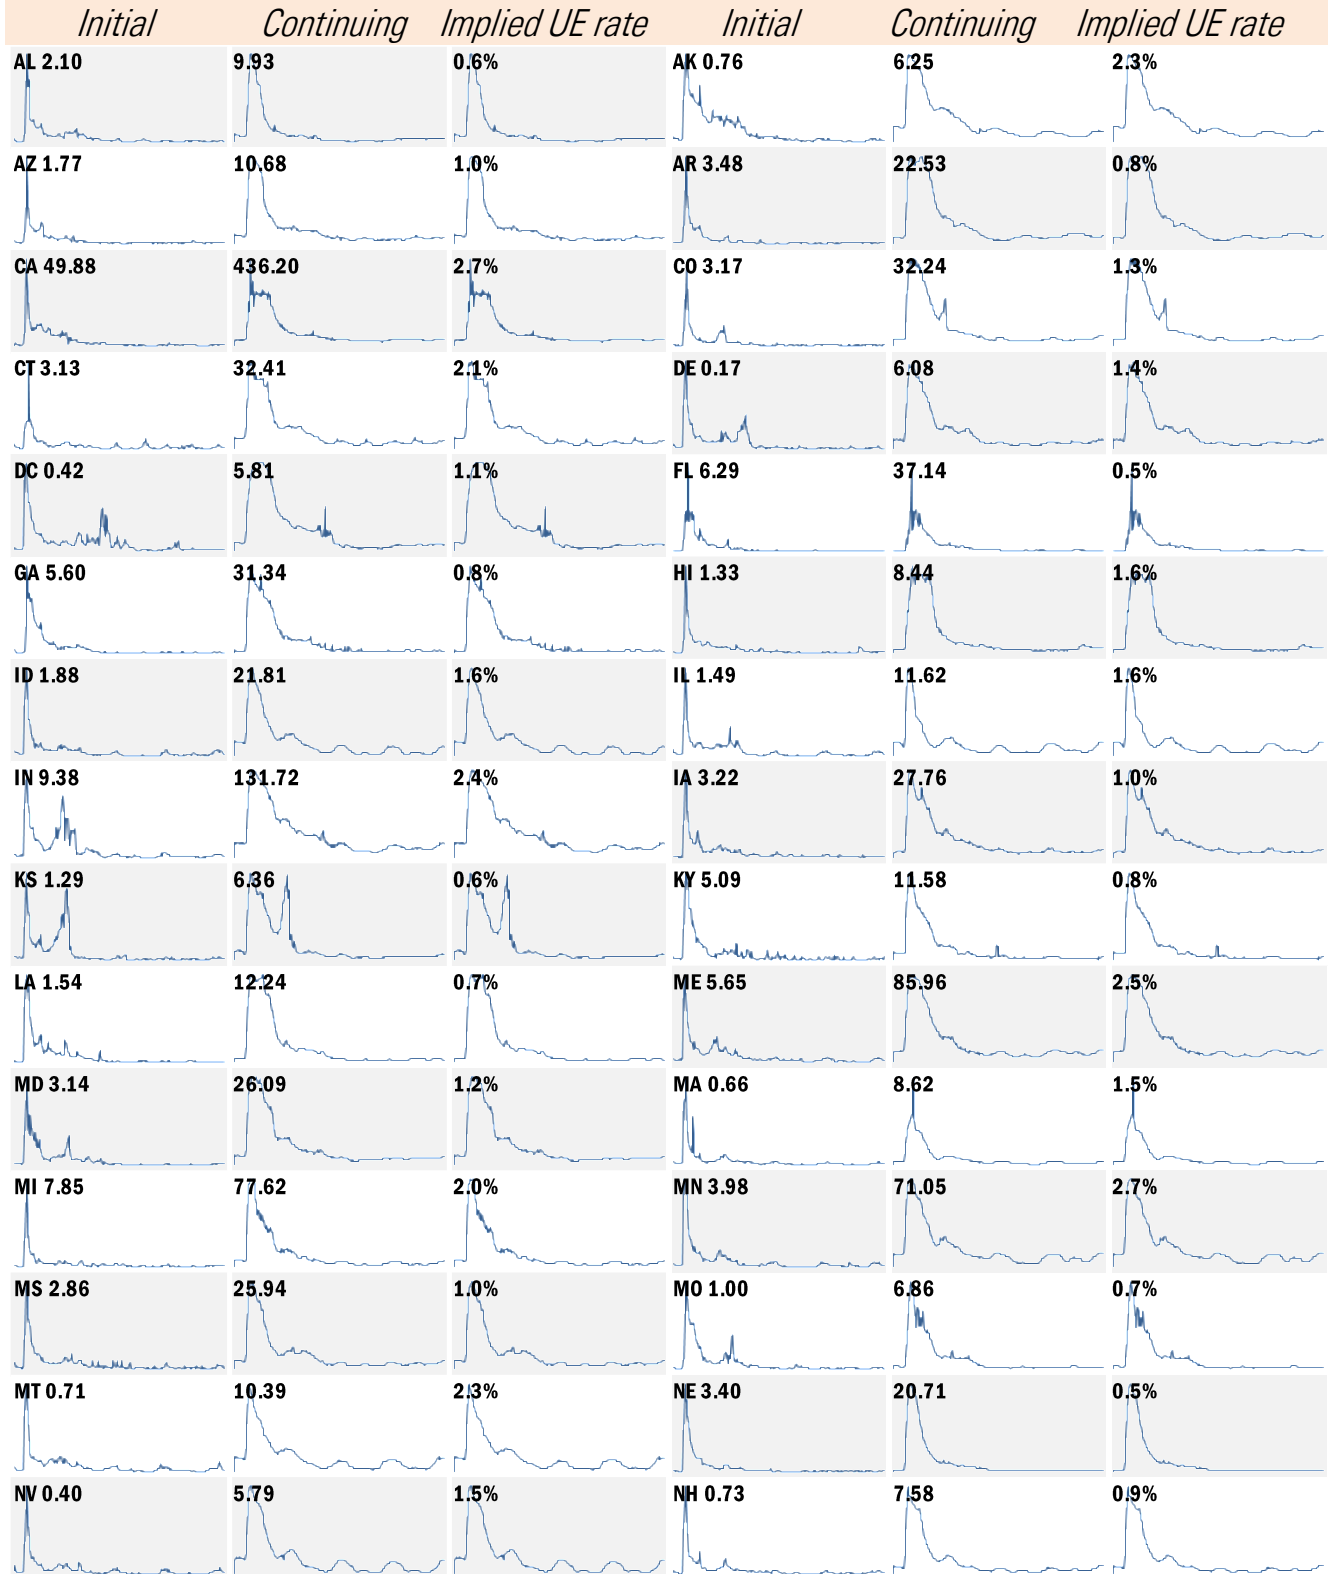 Initial Continuing Implied UE rate Initial Continuing Implied UE rate
AL 2.10 9.93 0.6% AK 0.76 6.25 2.3%
AZ 1.77 10.68 1.0% AR 3.48 22.53 0.8%
CA 49.88 436.20 2.7% CO 3.17 32.24 1.3%
CT 3.13 32.41 2.1% DE 0.17 6.08 1.4%
DC 0.42 5.81 1.1% FL 6.29 37.14 0.5%
GA 5.60 31.34 0.8% HI 1.33 8.44 1.6%
ID 1.88 21.81 1.6% IL 1.49 11.62 1.6%
IN 9.38 131.72 2.4% IA 3.22 27.76 1.0%
KS 1.29 6.36 0.6% KY 5.09 11.58 0.8%
LA 1.54 12.24 0.7% ME 5.65 85.96 2.5%
MD 3.14 26.09 1.2% MA 0.66 8.62 1.5%
MI 7.85 77.62 2.0% MN 3.98 71.05 2.7%
MS 2.86 25.94 1.0% MO 1.00 6.86 0.7%
MT 0.71 10.39 2.3% NE 3.40 20.71 0.5%
NV 0.40 5.79 1.5% NH 0.73 7.58 0.9%